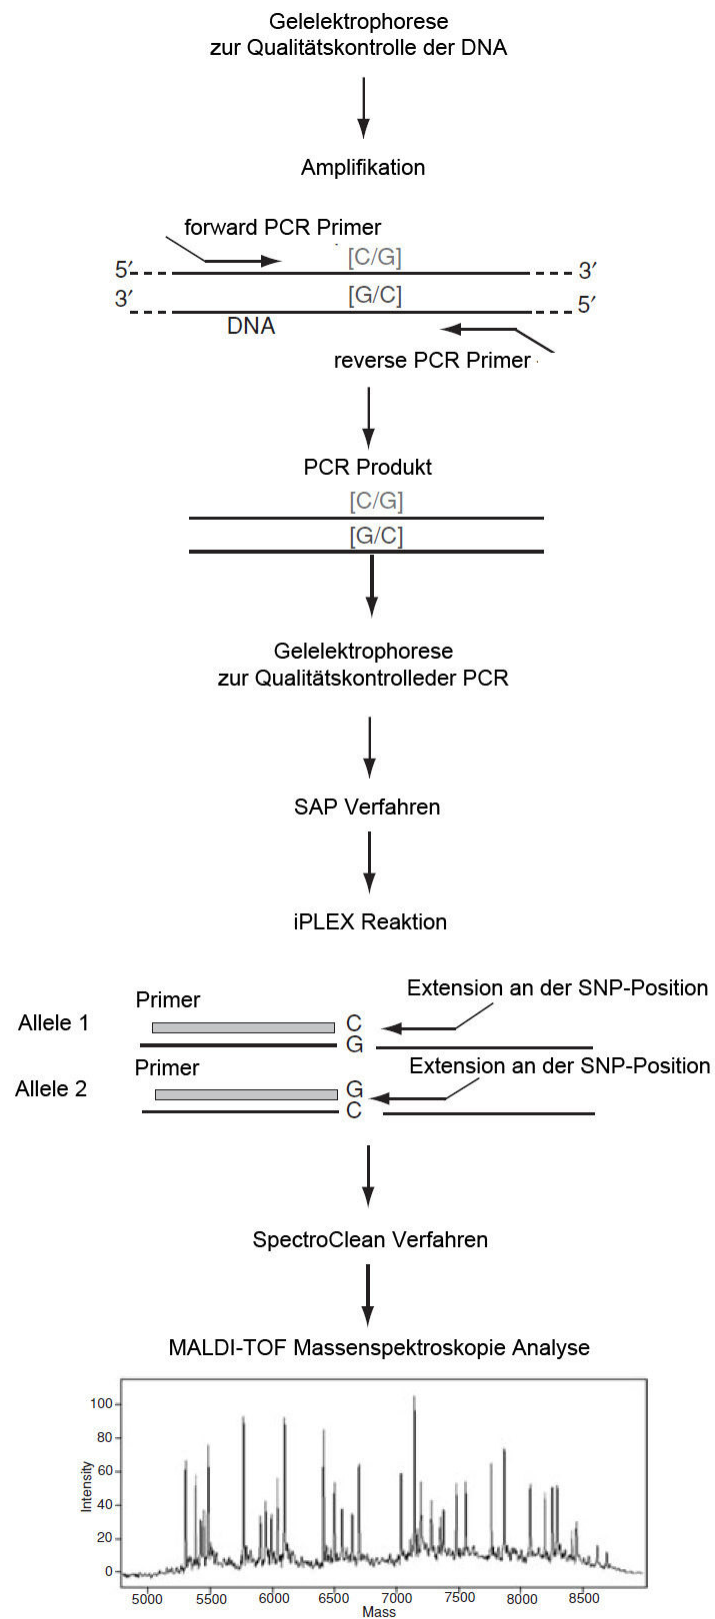 Gelelektrophorese
zur Qualitätskontrolle der DNA
Amplifikation
forward PCR Primer
[C/G]
5′ 3′
[G/C]
3′ 5′
DNA
reverse PCR Primer
PCR Produkt
[C/G]
[G/C]
Gelelektrophorese
zur Qualitätskontrolleder PCR
SAP Verfahren
iPLEX Reaktion
Extension an der SNP-Position
Primer
Allele 1 C
G
Extension an der SNP-Position
Primer
Allele 2 G
C
SpectroClean Verfahren
MALDI-TOF Massenspektroskopie Analyse
100
80
60
40
20
0
Intensity
5000 5500 6000 6500 7000 7500 8000 8500
Mass